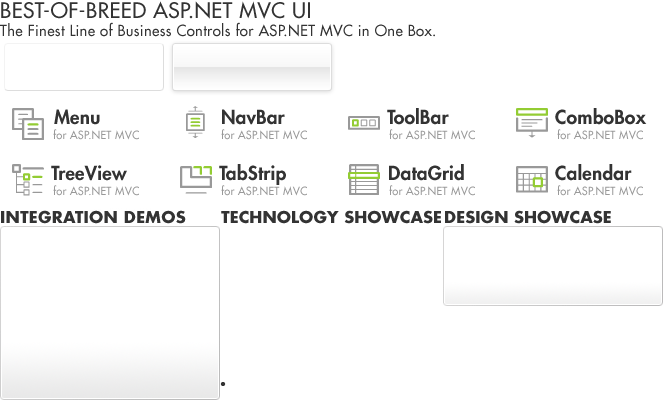 BEST-OF-BREED ASP.NET MVC UI
The Finest Line of Business Controls for ASP.NET MVC in One Box.
Menu NavBar ToolBar ComboBox
for ASP.NET MVC for ASP.NET MVC for ASP.NET MVC for ASP.NET MVC
TreeView TabStrip DataGrid Calendar
for ASP.NET MVC for ASP.NET MVC for ASP.NET MVC for ASP.NET MVC
INTEGRATION DEMOS TECHNOLOGY SHOWCASE DESIGN SHOWCASE